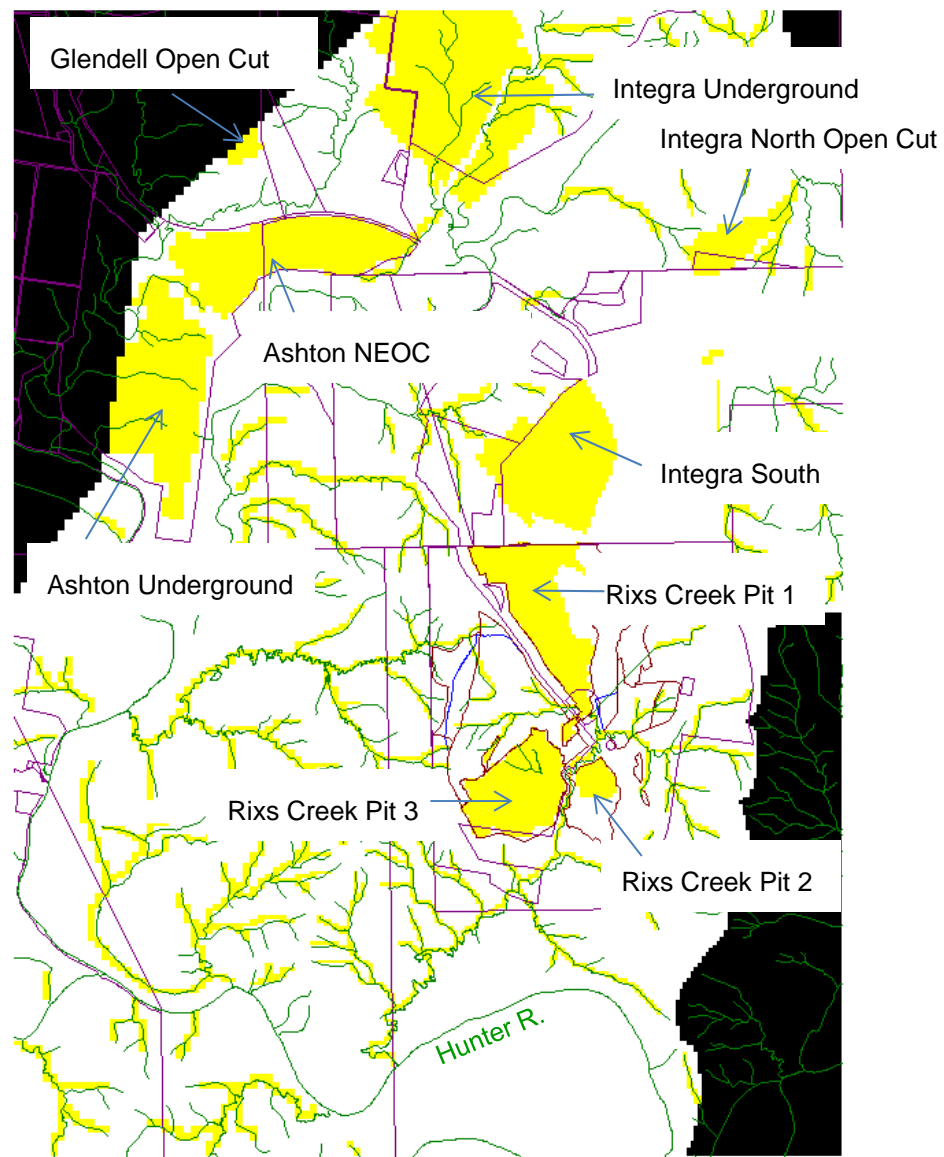 Glendell Open Cut
Integra Underground
Integra North Open Cut
Ashton NEOC
Integra South
Ashton Underground
Rixs Creek Pit 1
Rixs Creek Pit 3
Rixs Creek Pit 2
Hunter R.